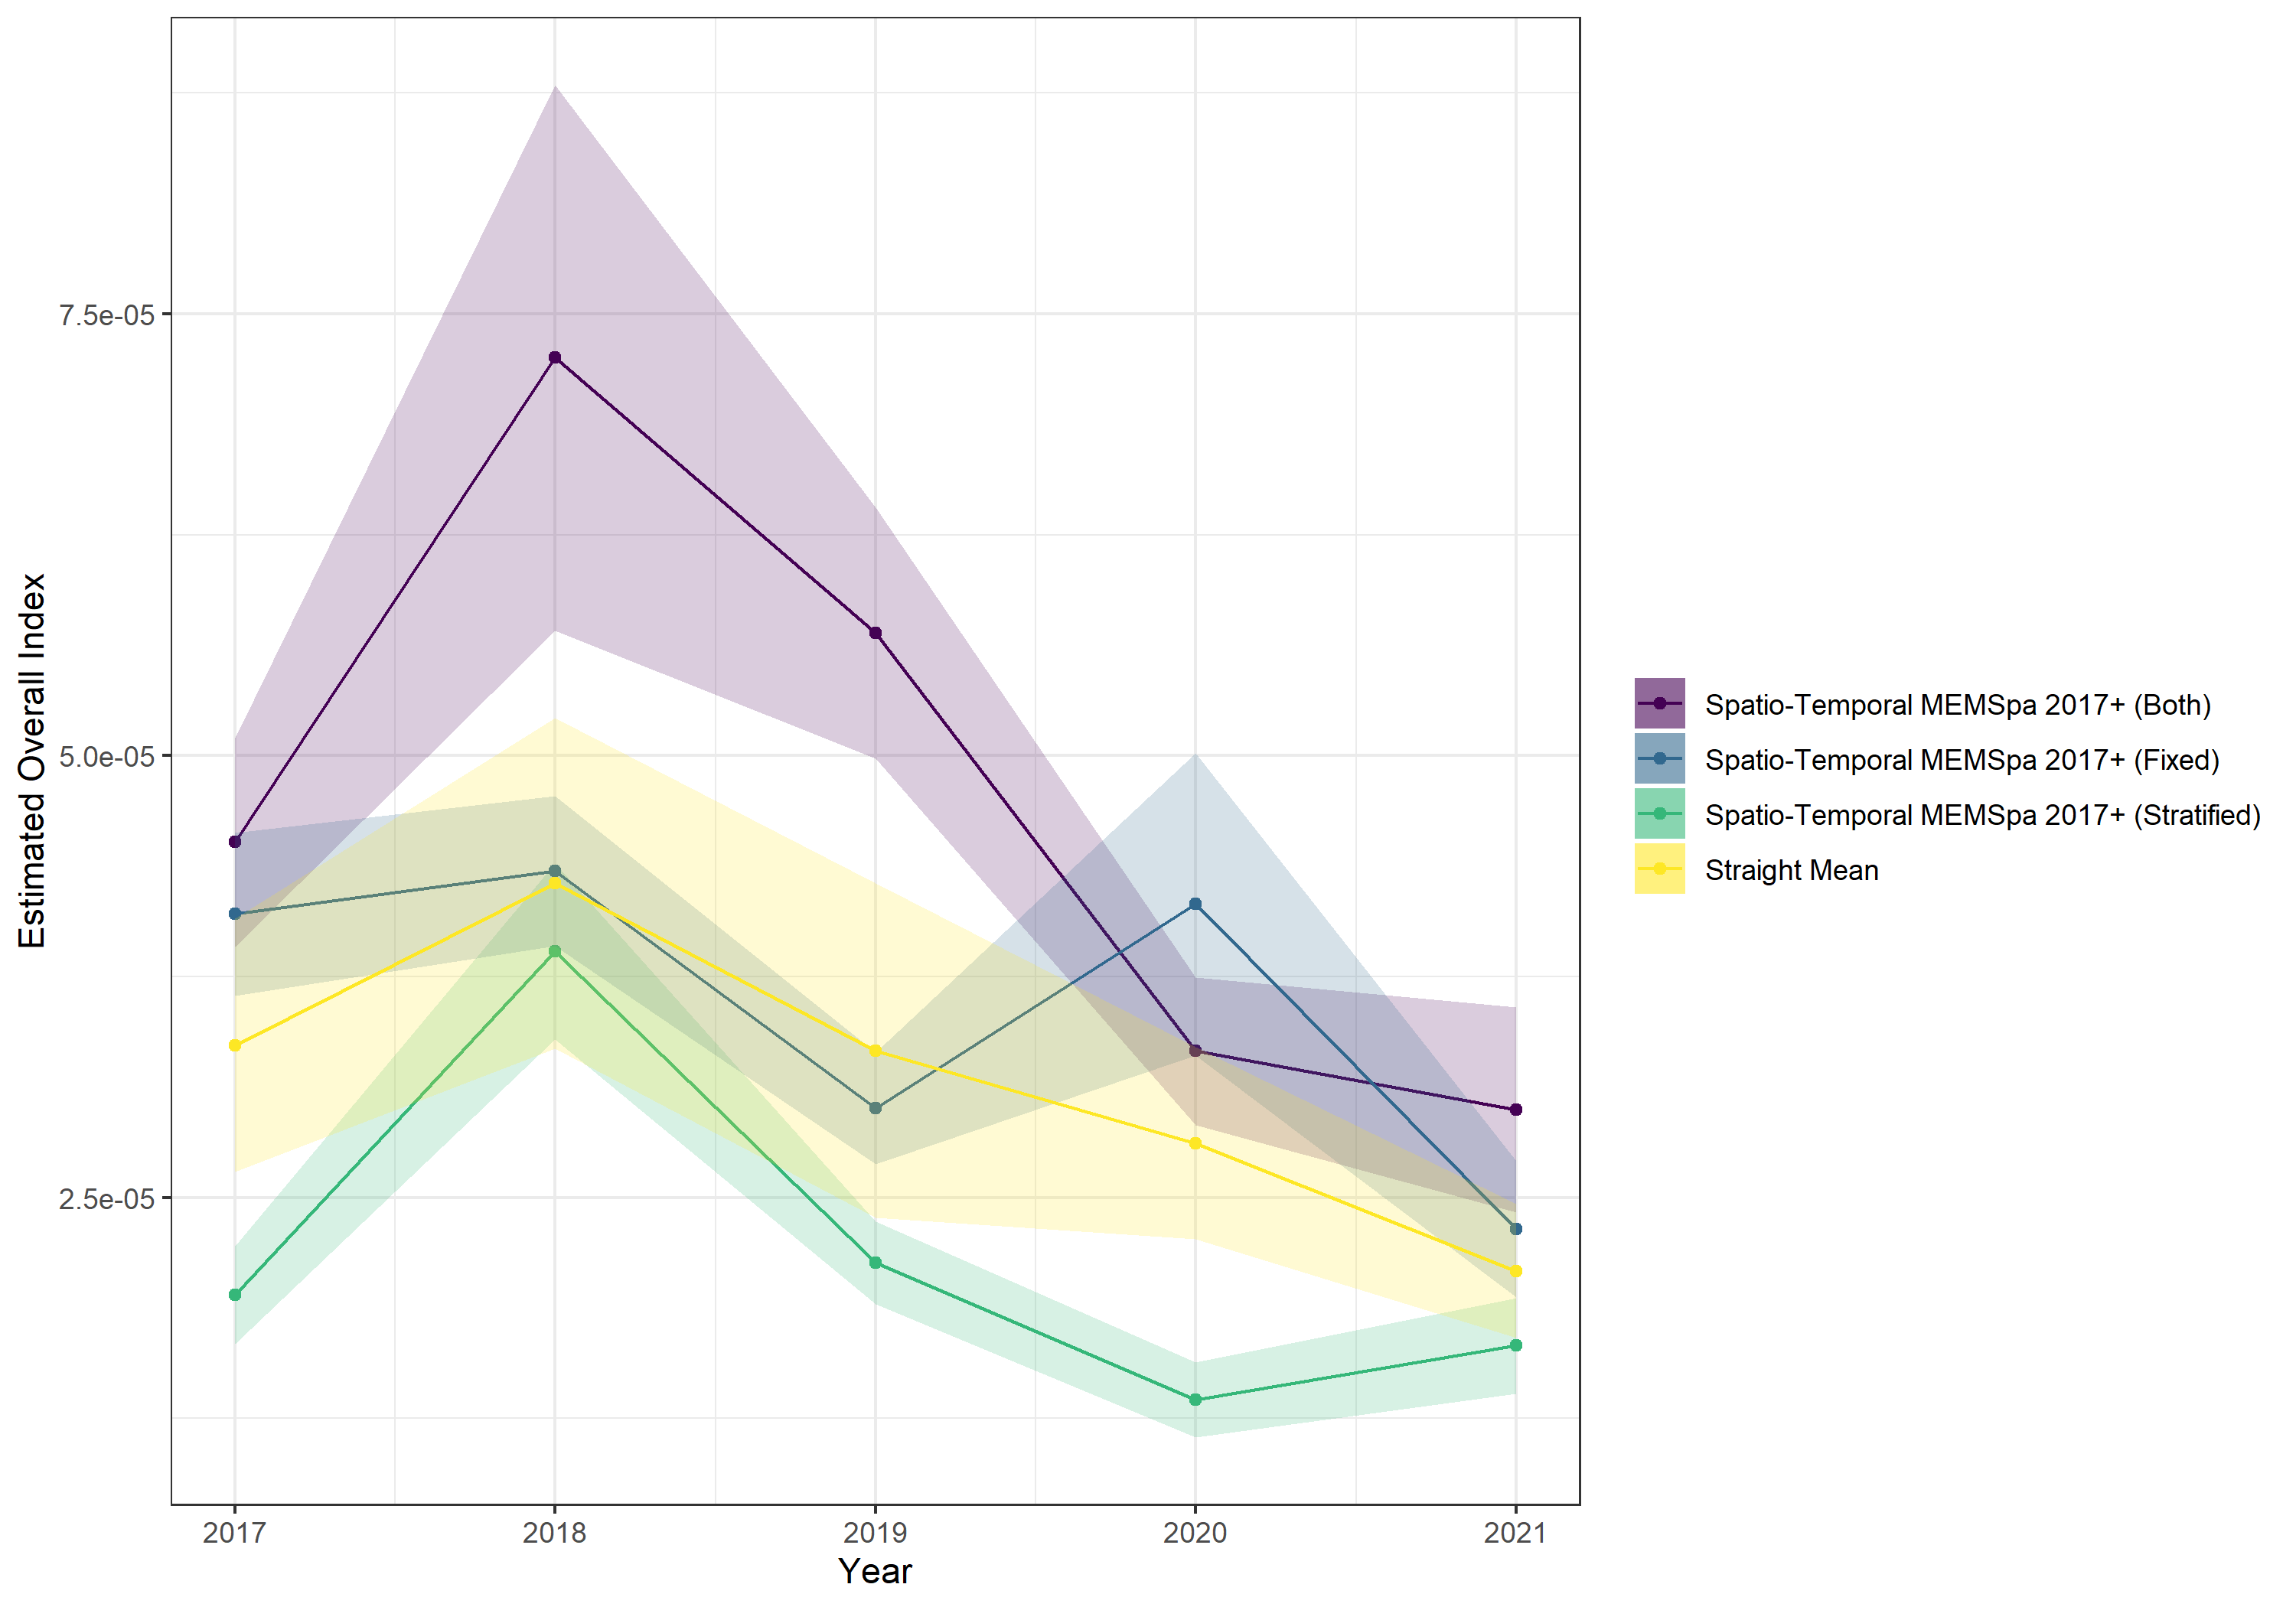 Estimated Overall Index
7.5e-05
5.0e-05
2.5e-05
2017 2018 2019 2020 2021
Year
Spatio-Temporal MEMSpa 2017+ (Both)
Spatio-Temporal MEMSpa 2017+ (Fixed)
Spatio-Temporal MEMSpa 2017+ (Stratified)
Straight Mean